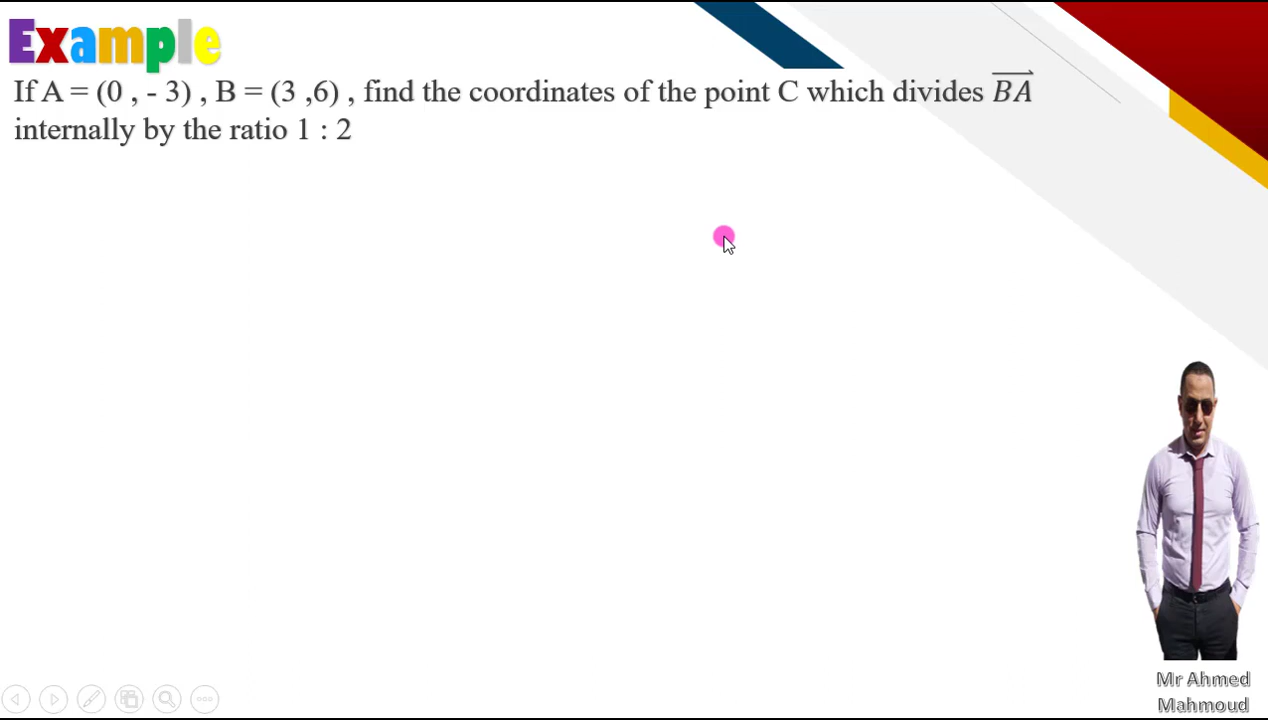 Example
If A = (0 , - 3) , B = (3 ,6) , find the coordinates of the point C which divides \overrightarrow{BA}
internally by the ratio 1 : 2
Mr Ahmed
Mahmoud